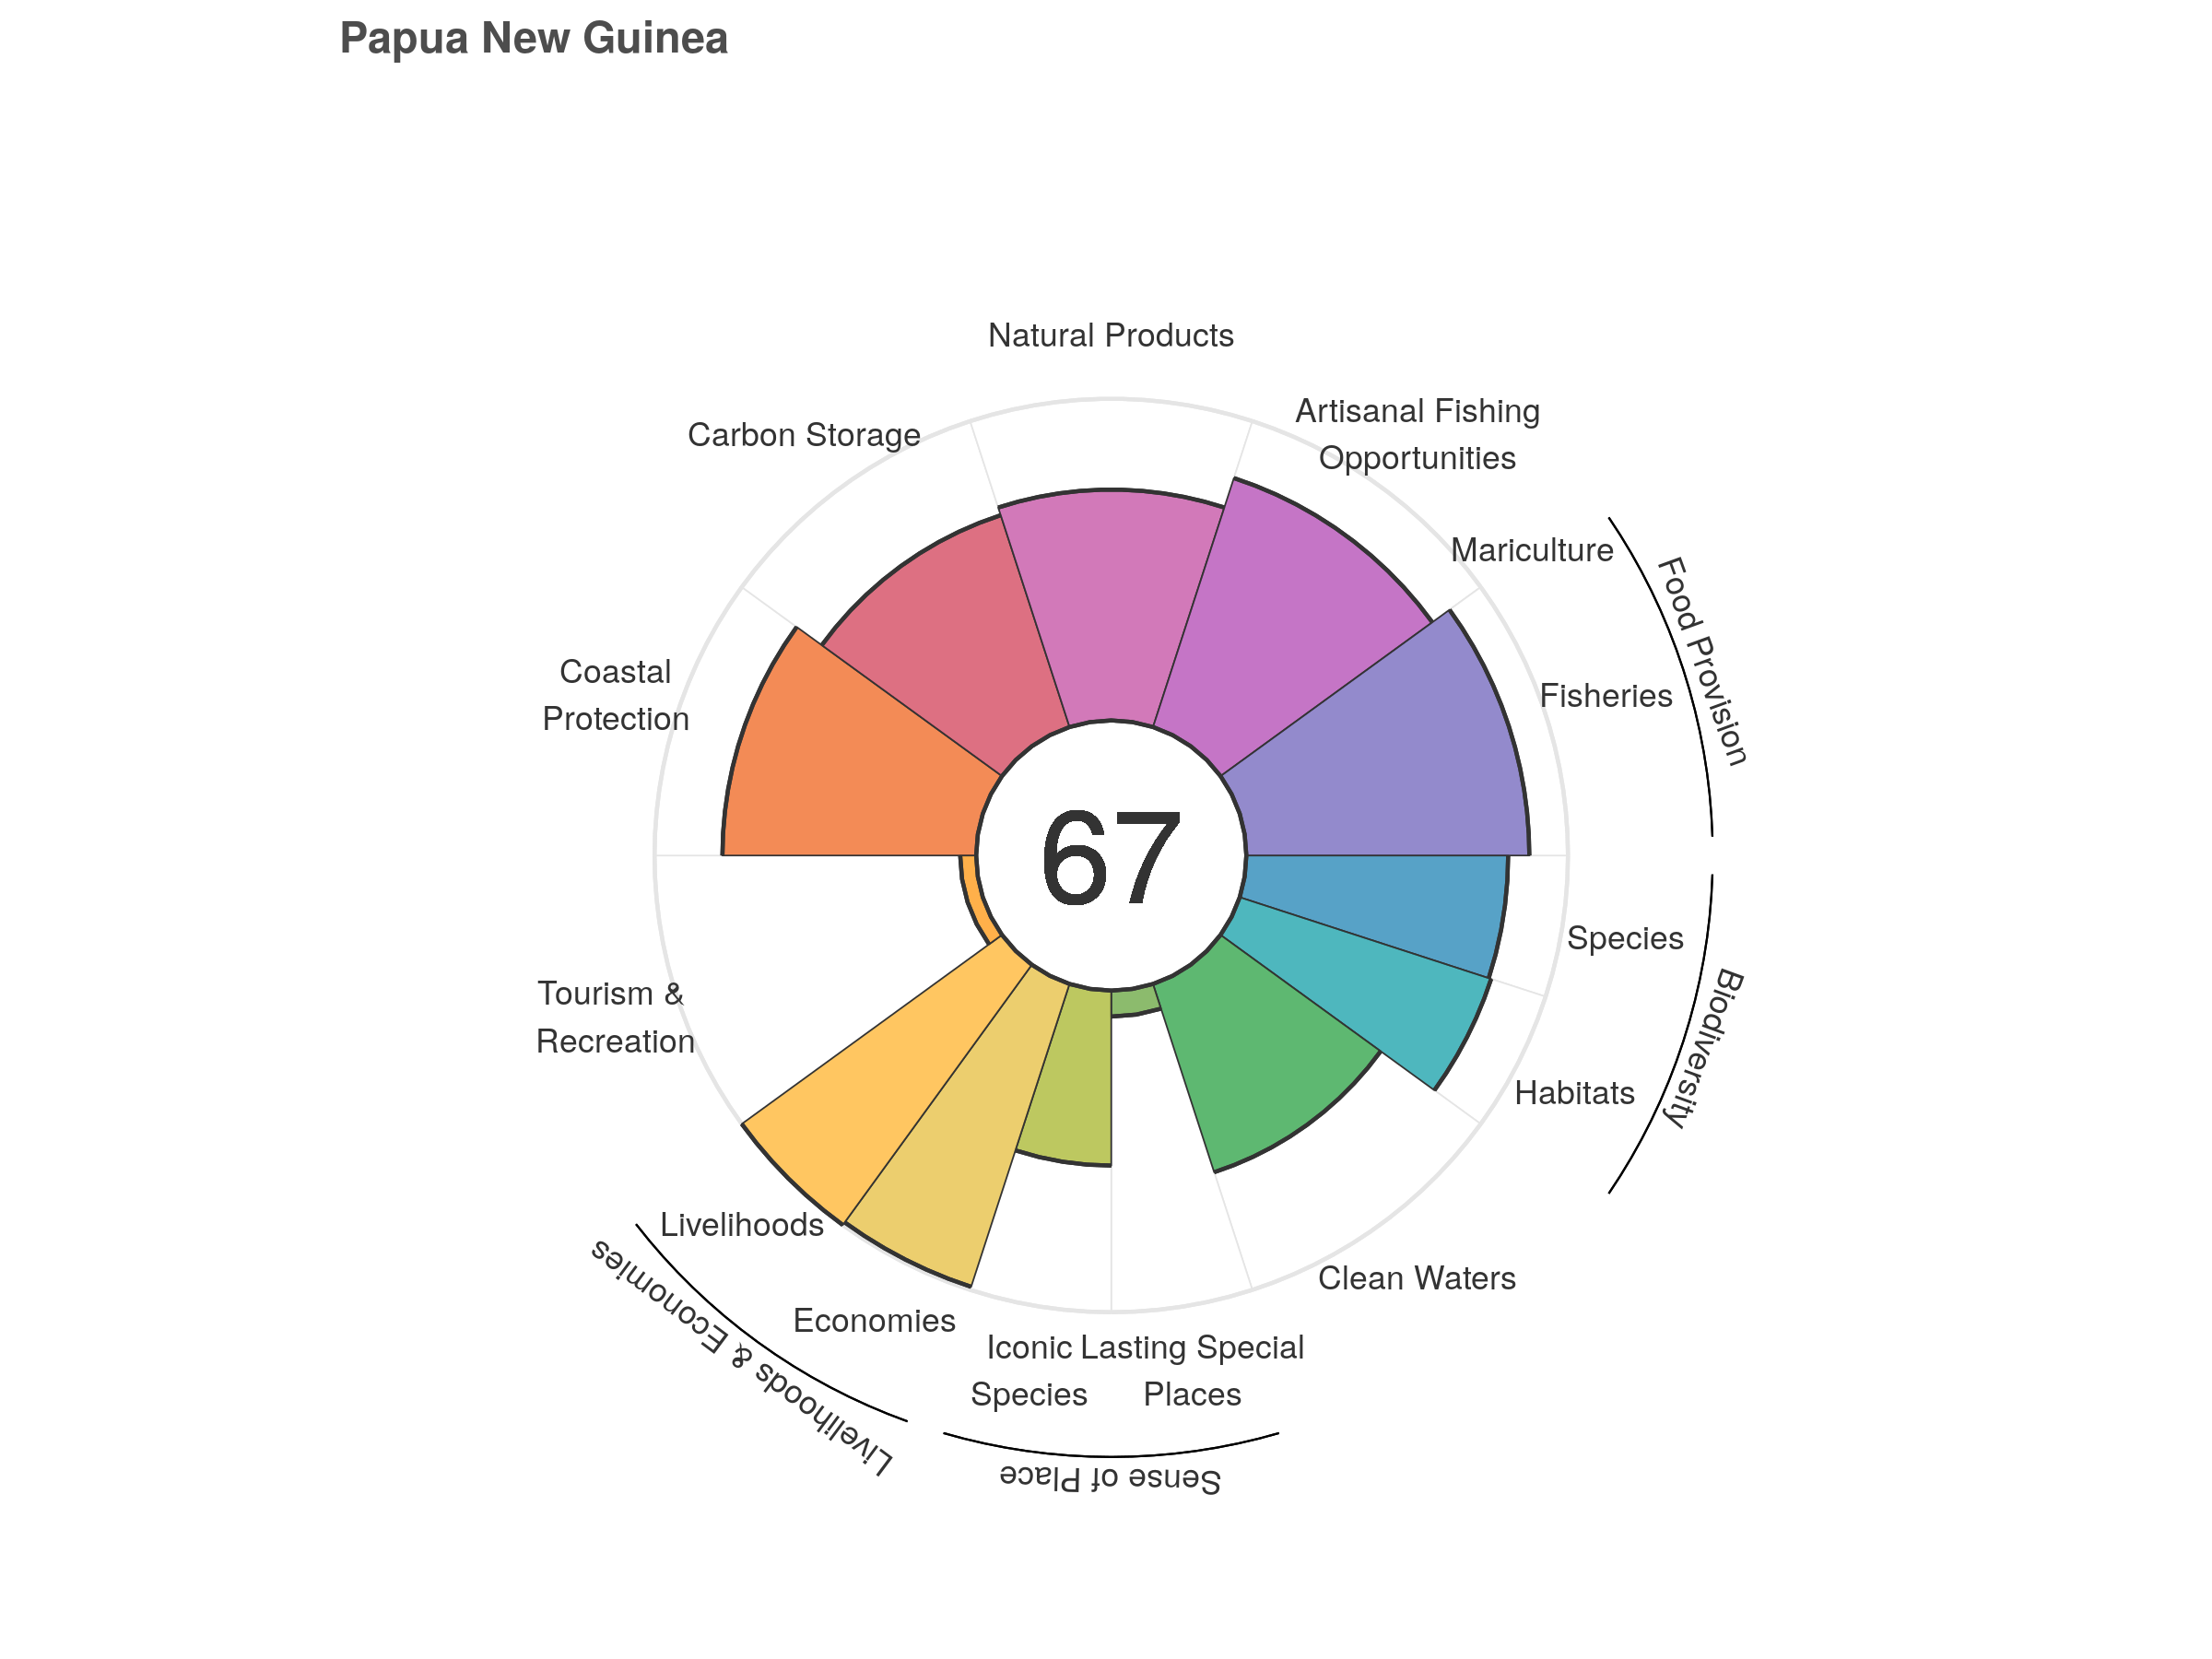 Papua New Guinea
Natural Products
Artisanal Fishing
Opportunities
Carbon Storage
Mariculture
Food Provision
Coastal
Protection
Fisheries
67
Species
Biodiversity
Tourism &
Recreation
Habitats
Livelihoods
Clean Waters
Livelihoods & Economies
Economies
Iconic
Species
Lasting Special
Places
Sense of Place